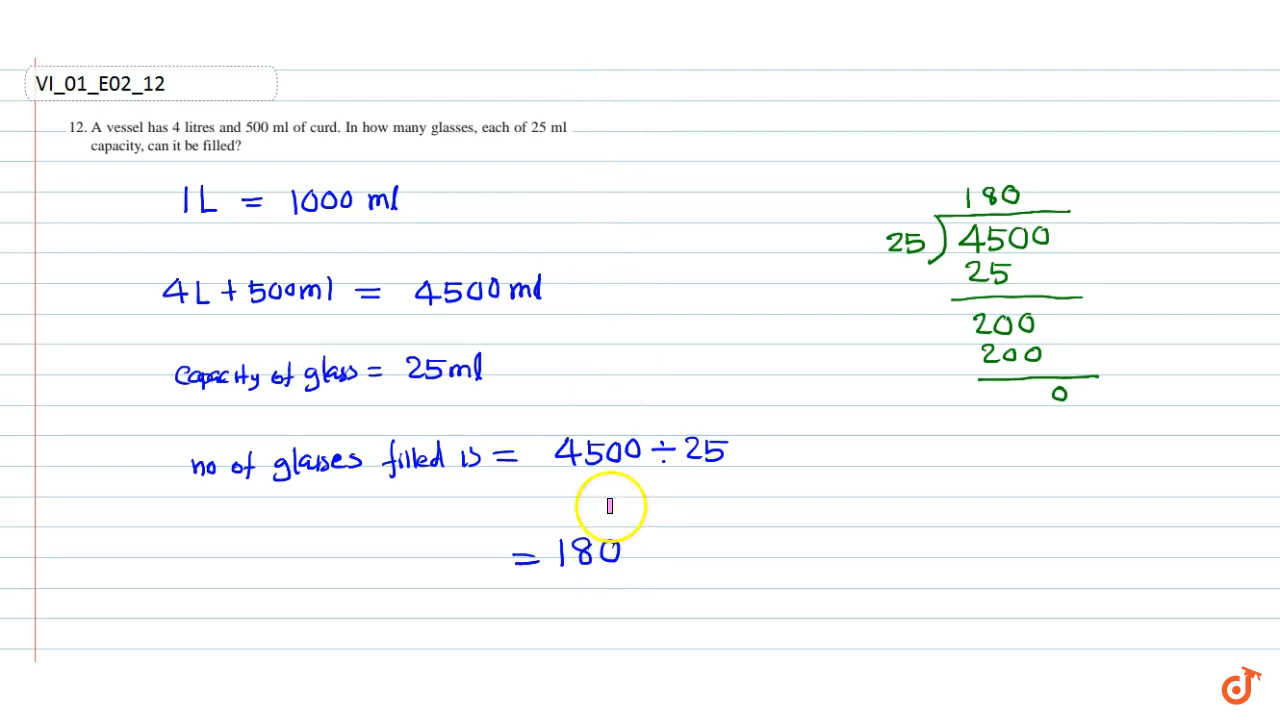 VI_01_E02_12
12. A vessel has 4 litres and 500 ml of curd. In how many glasses, each of 25 ml
capacity, can it be filled?
1L = 1000 ml
4L + 500ml = 4500 ml
capacity of glass = 25 ml
no of glasses filled is = 4500 ÷ 25
= 180
180
25 ) 4500
25
200
200
0